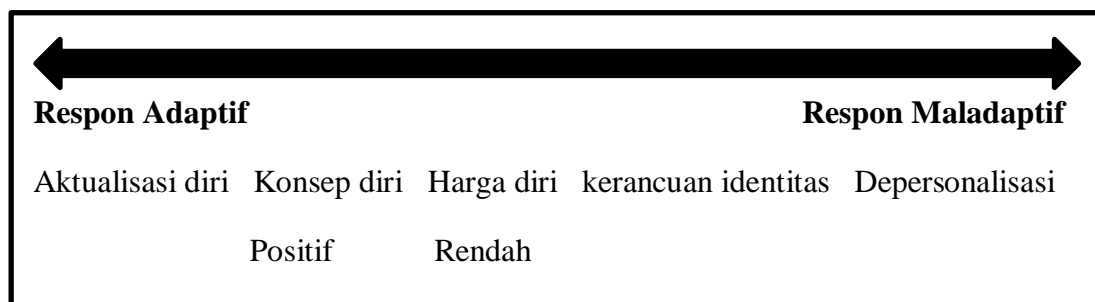 Respon Adaptif Respon Maladaptif
Aktualisasi diri Konsep diri Harga diri kerancuan identitas Depersonalisasi
Positif Rendah